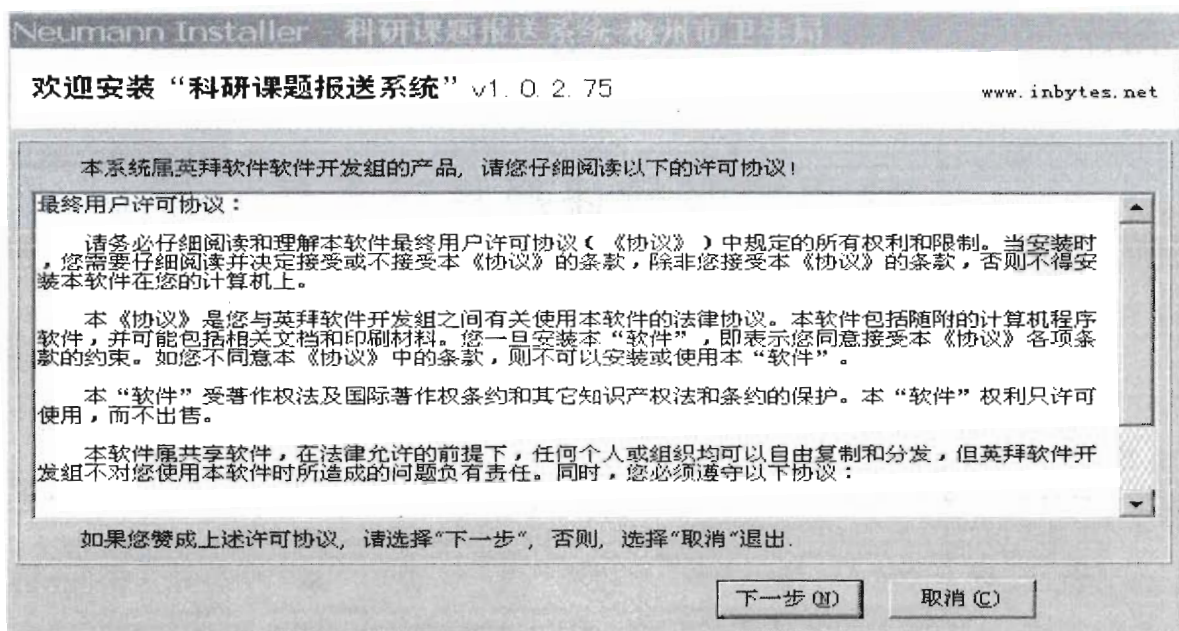 Neumann Installer - 科研课题报送系统-梅州市卫生局
欢迎安装“科研课题报送系统” v1.0.2.75
www.inbytes.net
本系统属英拜软件软件开发组的产品, 请您仔细阅读以下的许可协议!
最终用户许可协议：
请务必仔细阅读和理解本软件最终用户许可协议（《协议》）中规定的所有权利和限制。当安装时
，您需要仔细阅读并决定接受或不接受本《协议》的条款，除非您接受本《协议》的条款，否则不得安
装本软件在您的计算机上。
本《协议》是您与英拜软件开发组之间有关使用本软件的法律协议。本软件包括随附的计算机程序
软件，并可能包括相关文档和印刷材料。您一旦安装本“软件”，即表示您同意接受本《协议》各项条
款的约束。如您不同意本《协议》中的条款，则不可以安装或使用本“软件”。
本“软件”受著作权法及国际著作权条约和其它知识产权法和条约的保护。本“软件”权利只许可
使用，而不出售。
本软件属共享软件，在法律允许的前提下，任何个人或组织均可以自由复制和分发，但英拜软件开
发组不对您使用本软件时所造成的问题负有责任。同时，您必须遵守以下协议：
如果您赞成上述许可协议, 请选择"下一步", 否则, 选择"取消"退出.
下一步(N)
取消(C)